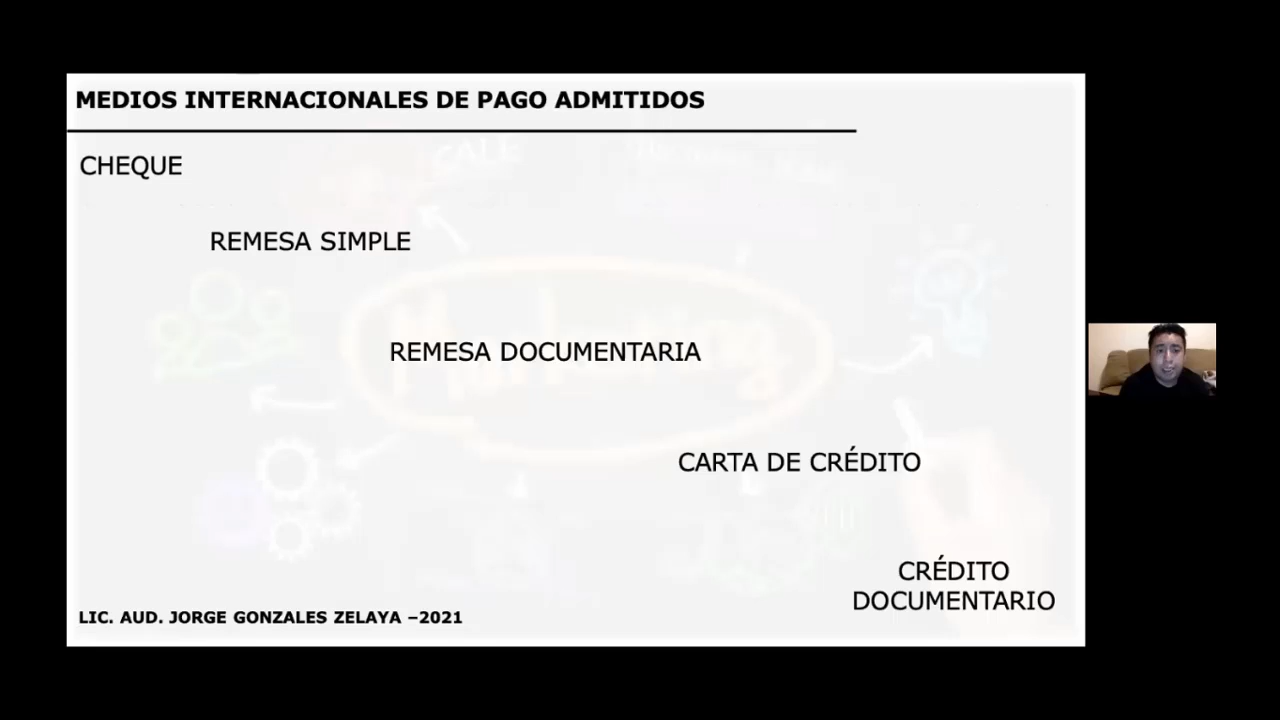 MEDIOS INTERNACIONALES DE PAGO ADMITIDOS
CHEQUE
REMESA SIMPLE
REMESA DOCUMENTARIA
CARTA DE CRÉDITO
CRÉDITO
DOCUMENTARIO
LIC. AUD. JORGE GONZALES ZELAYA –2021